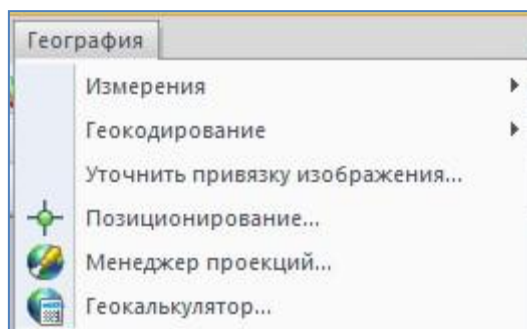 География
Измерения
Геокодирование
Уточнить привязку изображения...
Позиционирование...
Менеджер проекций...
Геокалькулятор...